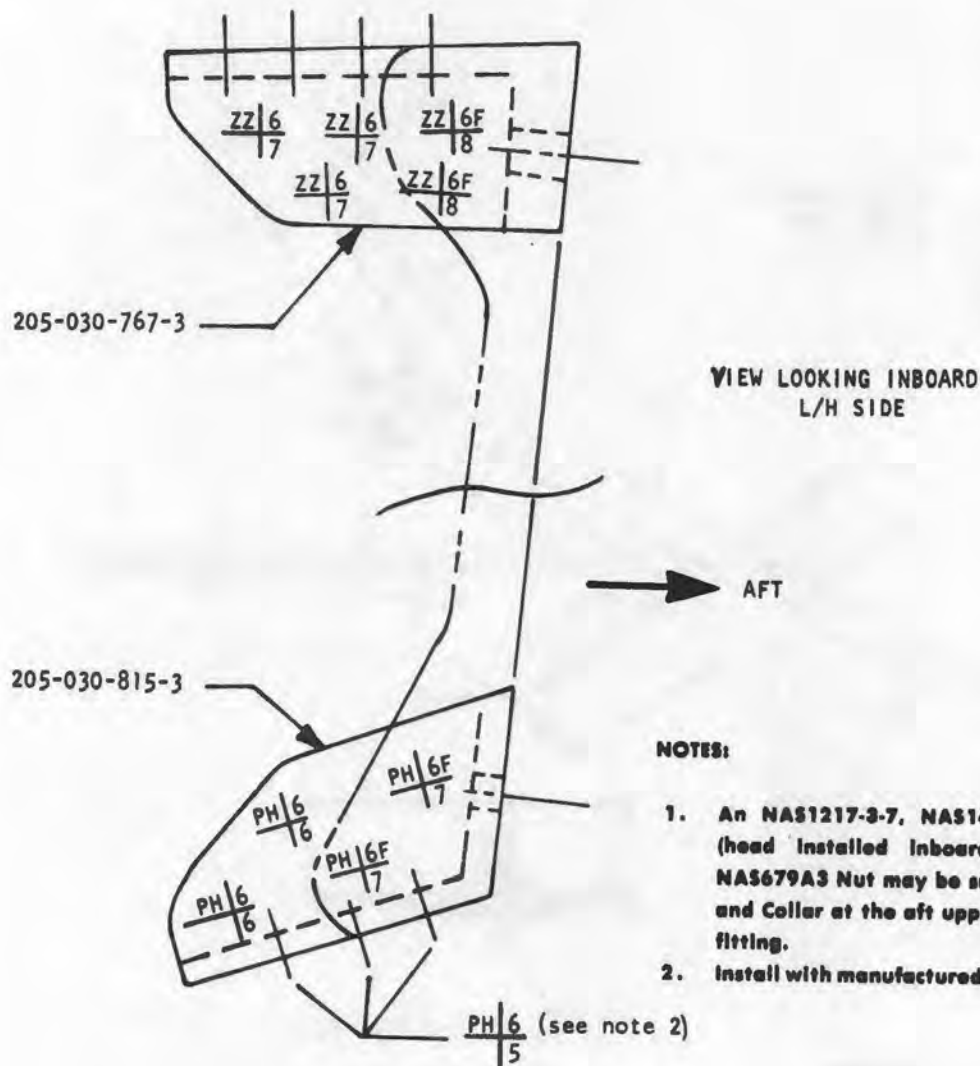 ZZ 6 7
ZZ 6 7
ZZ 6F 8
ZZ 6 7
ZZ 6F 8
205-030-767-3
VIEW LOOKING INBOARD
L/H SIDE
AFT
205-030-815-3
PH 6F 7
PH 6 6
PH 6F 7
PH 6 6
NOTES:
1. An NAS1217-3-7,
(head installed
NAS679A3 Nut may be
and Collar at the aft
fitting.
2. Install with manufactured
PH 6 5 (see note 2)